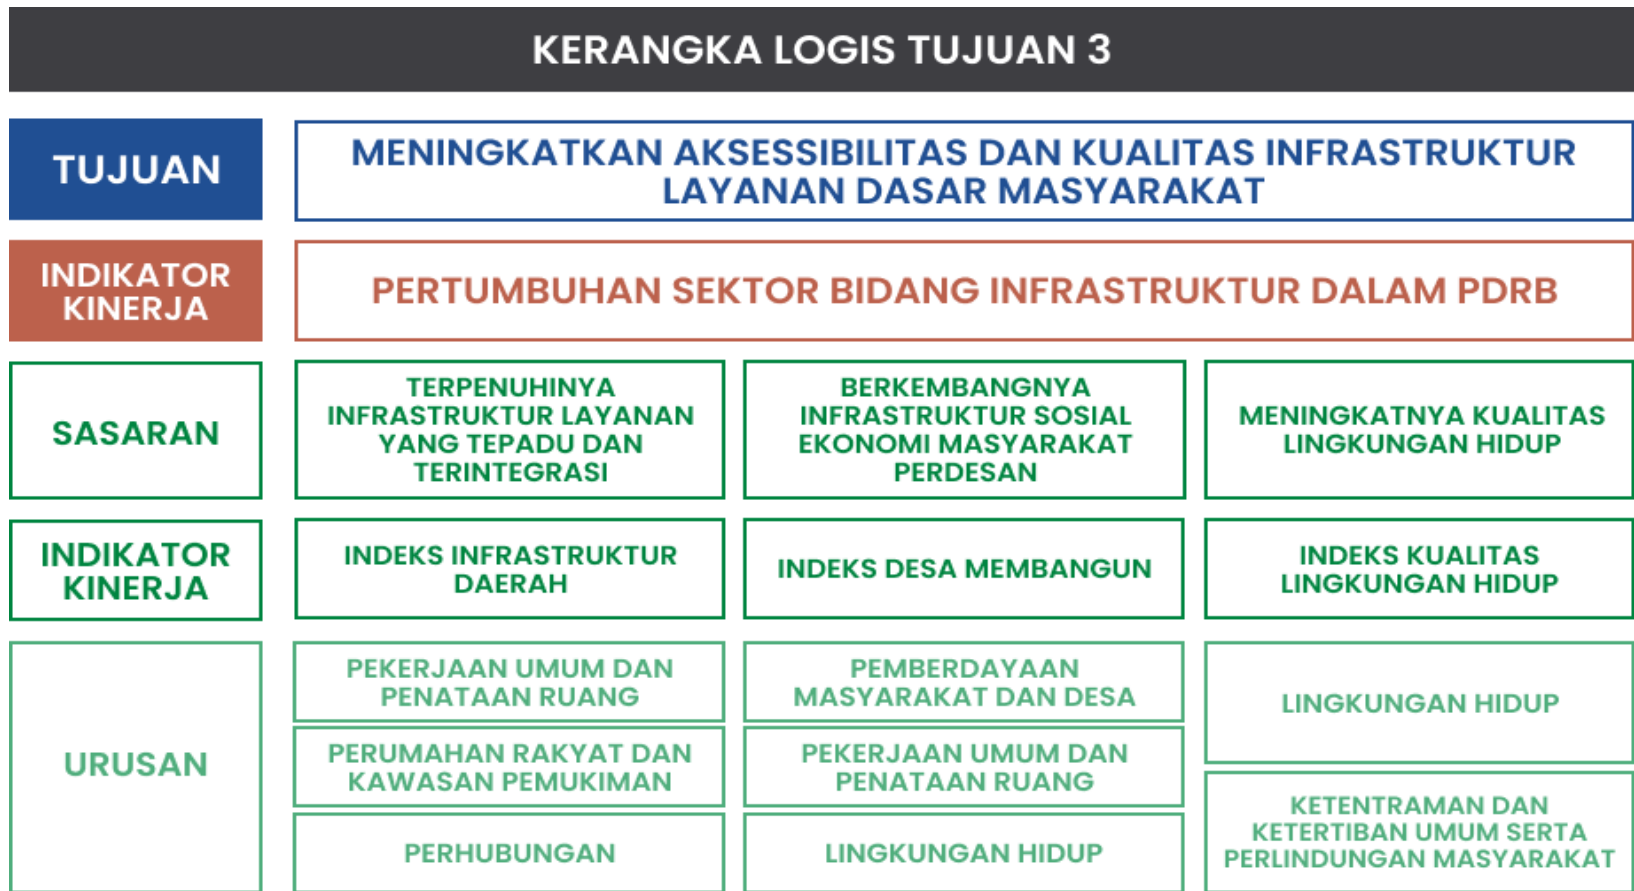 KERANGKA LOGIS TUJUAN 3
TUJUAN
MENINGKATKAN AKSESSIBILITAS DAN KUALITAS INFRASTRUKTUR
LAYANAN DASAR MASYARAKAT
INDIKATOR
KINERJA
PERTUMBUHAN SEKTOR BIDANG INFRASTRUKTUR DALAM PDRB
SASARAN
TERPENUHINYA
INFRASTRUKTUR LAYANAN
YANG TEPADU DAN
TERINTEGRASI
BERKEMBANGNYA
INFRASTRUKTUR SOSIAL
EKONOMI MASYARAKAT
PERDESAN
MENINGKATNYA KUALITAS
LINGKUNGAN HIDUP
INDIKATOR
KINERJA
INDEKS INFRASTRUKTUR
DAERAH
INDEKS DESA MEMBANGUN
INDEKS KUALITAS
LINGKUNGAN HIDUP
URUSAN
PEKERJAAN UMUM DAN
PENATAAN RUANG
PERUMAHAN RAKYAT DAN
KAWASAN PEMUKIMAN
PERHUBUNGAN
PEMBERDAYAAN
MASYARAKAT DAN DESA
PEKERJAAN UMUM DAN
PENATAAN RUANG
LINGKUNGAN HIDUP
LINGKUNGAN HIDUP
KETENTRAMAN DAN
KETERTIBAN UMUM SERTA
PERLINDUNGAN MASYARAKAT